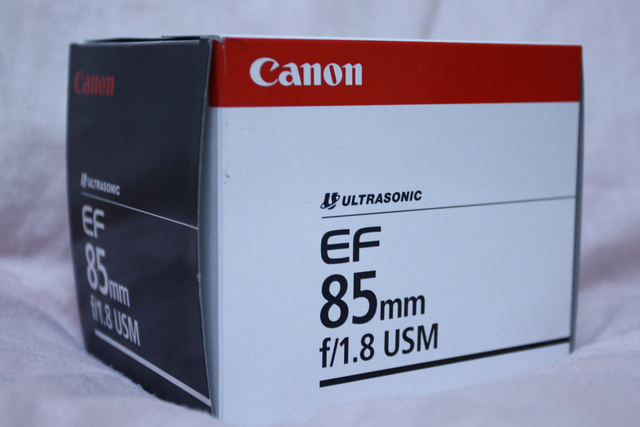 Canon
ULTRASONIC
EF
85mm
f/1.8 USM
Canon
ULTRASONIC
EF
85mm
f/1.8 USM